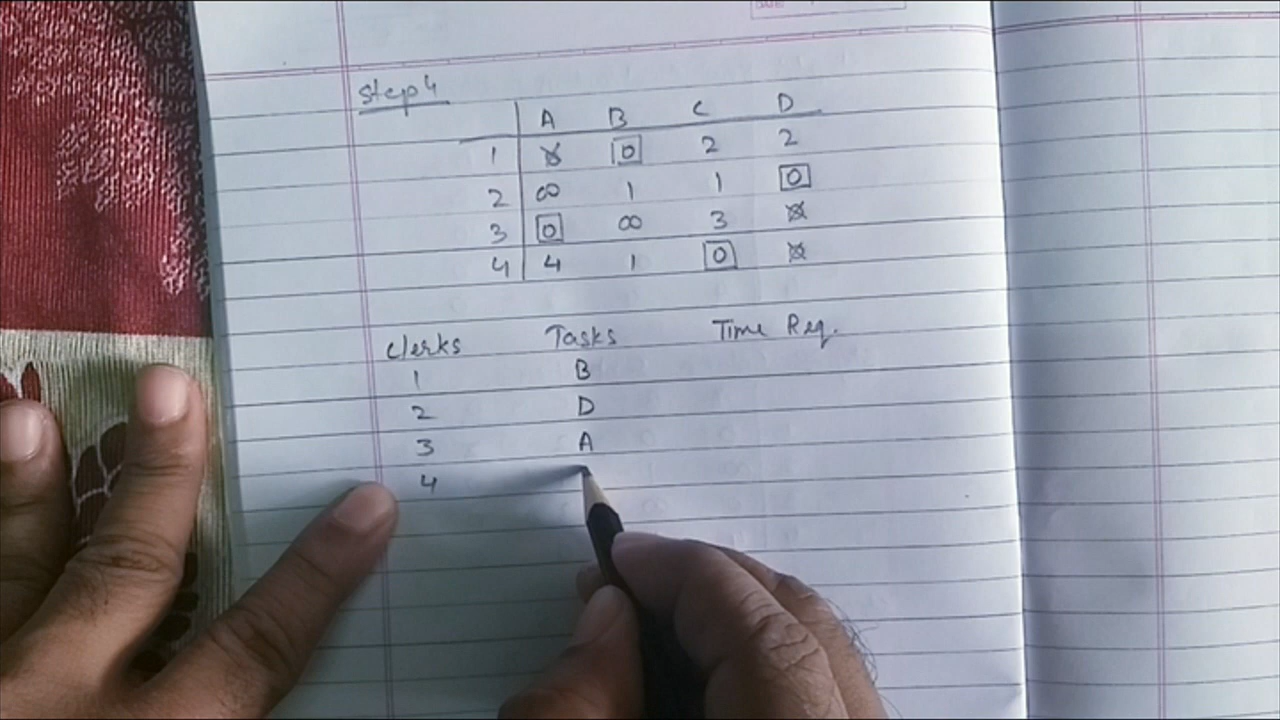 DATE
Step 4
A B C D
1 0 0 2 2
2 ∞ 1 1 0
3 0 ∞ 3 0
4 4 1 0 0
Clerks Tasks Time Req.
1 B
2 D
3 A
4